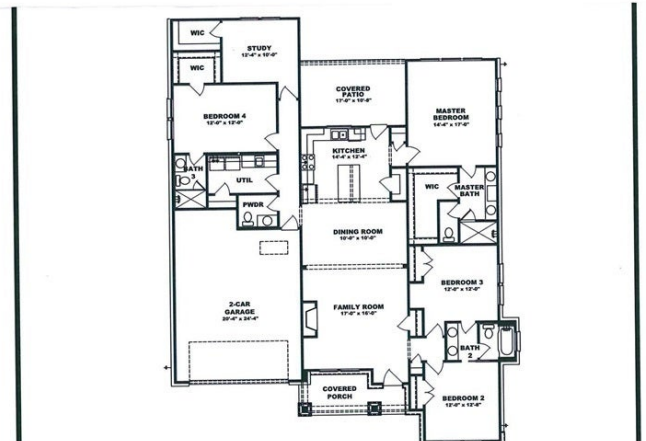 WIC
STUDY
12'-4" x 10'-0"
WIC
COVERED
PATIO
17'-0" x 10'-0"
MASTER
BEDROOM
14'-4" x 17'-0"
BEDROOM 4
12'-0" x 12'-0"
KITCHEN
14'-4" x 13'-4"
BATH
3
UTIL
WIC
MASTER
BATH
PWDR
DINING ROOM
10'-0" x 10'-0"
BEDROOM 3
12'-0" x 12'-0"
2-CAR
GARAGE
20'-4" x 24'-4"
FAMILY ROOM
17'-0" x 16'-0"
BATH
2
COVERED
PORCH
BEDROOM 2
12'-0" x 12'-0"